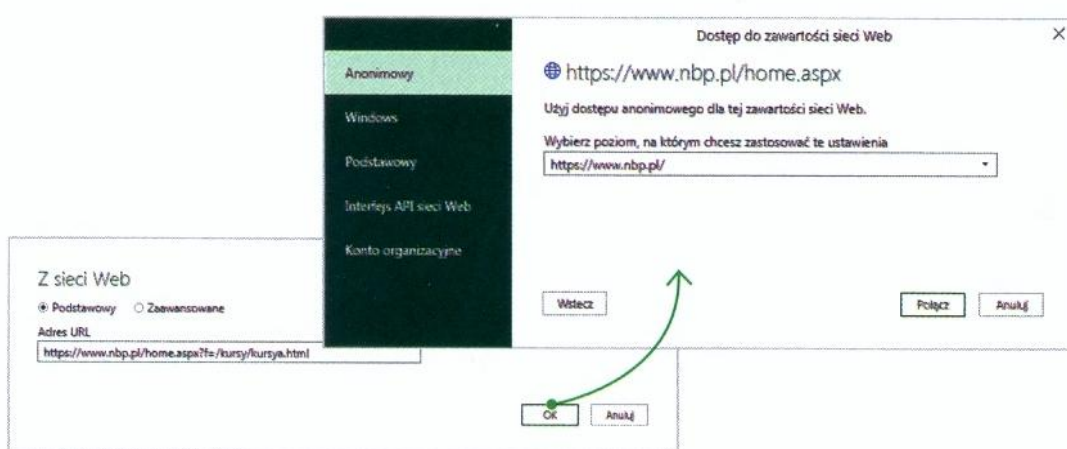 Dostęp do zawartości sieci Web
Anonimowy
Windows
Podstawowy
Interfejs API sieci Web
Konto organizacyjne
https://www.nbp.pl/home.aspx
Użyj dostępu anonimowego dla tej zawartości sieci Web.
Wybierz poziom, na którym chcesz zastosować te ustawienia
https://www.nbp.pl/
Wstecz
Połącz
Anuluj
Z sieci Web
Podstawowy Zaawansowane
Adres URL
https://www.nbp.pl/home.aspx?f=/kursy/kursya.html
OK
Anuluj